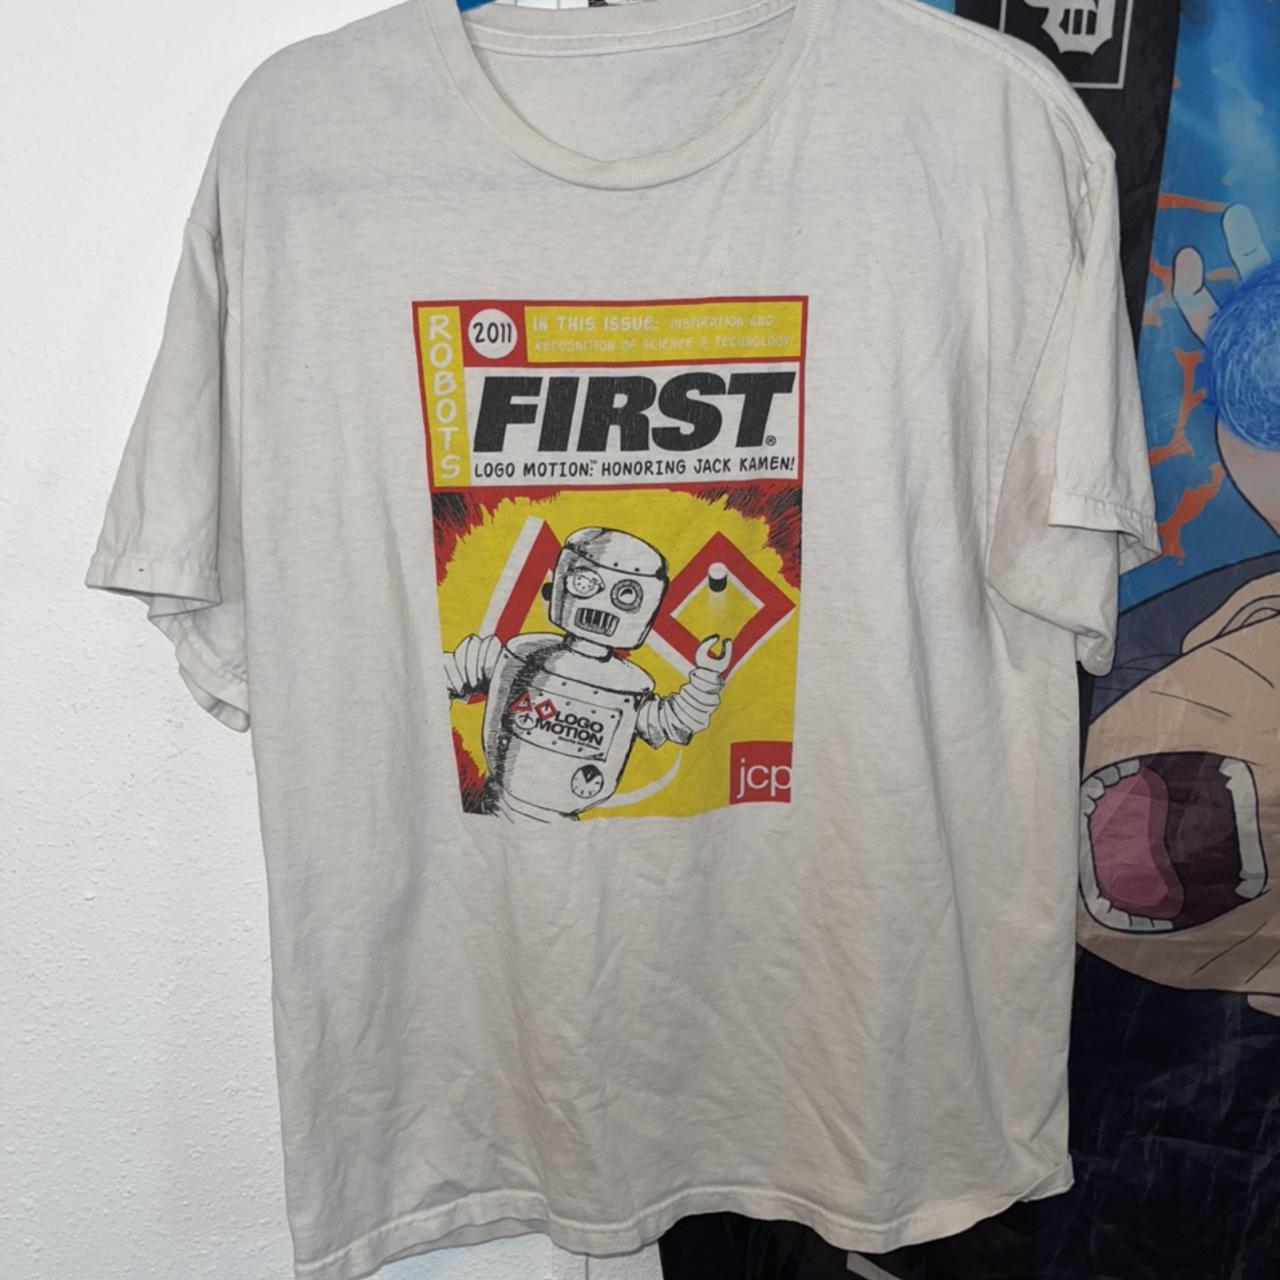 ROBOTS
2011
IN THIS ISSUE: INSPIRATION AND
RECOGNITION OF SCIENCE & TECHNOLOGY!
FIRST®
LOGO MOTION™: HONORING JACK KAMEN!
LOGO
MOTION
jcp